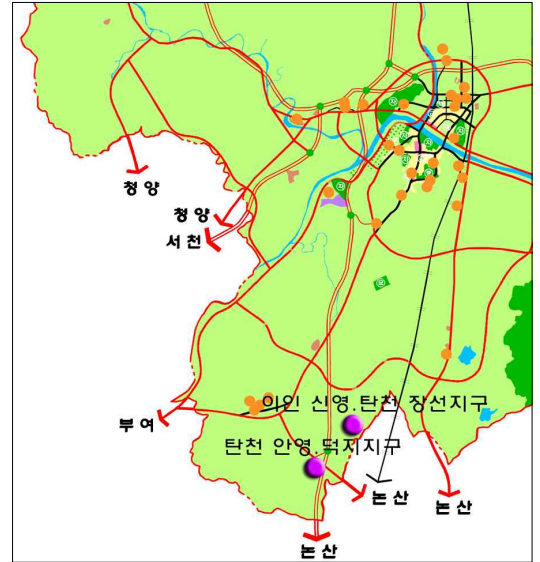 청양
청양
서천
이인 신영.탄천 장선지구
부여
탄천 안영.덕지지구
논산
논산
논산